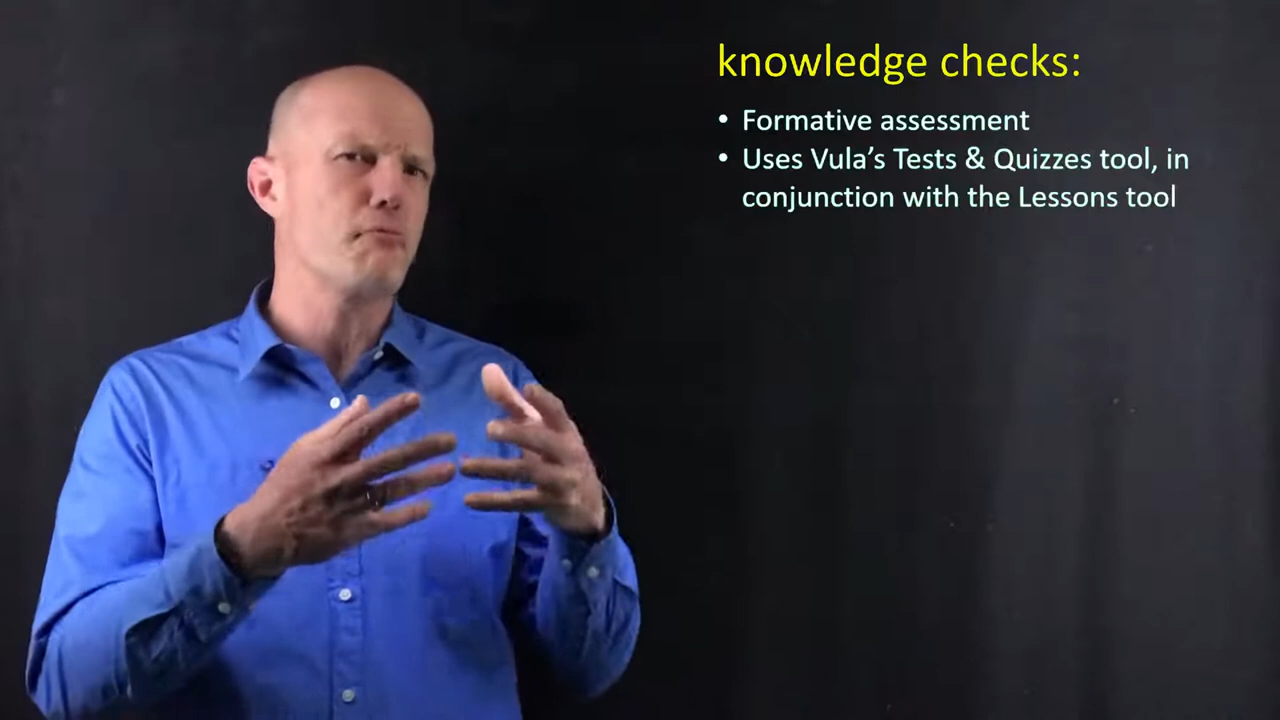 knowledge checks:
• Formative assessment
• Uses Vula’s Tests & Quizzes tool, in
conjunction with the Lessons tool